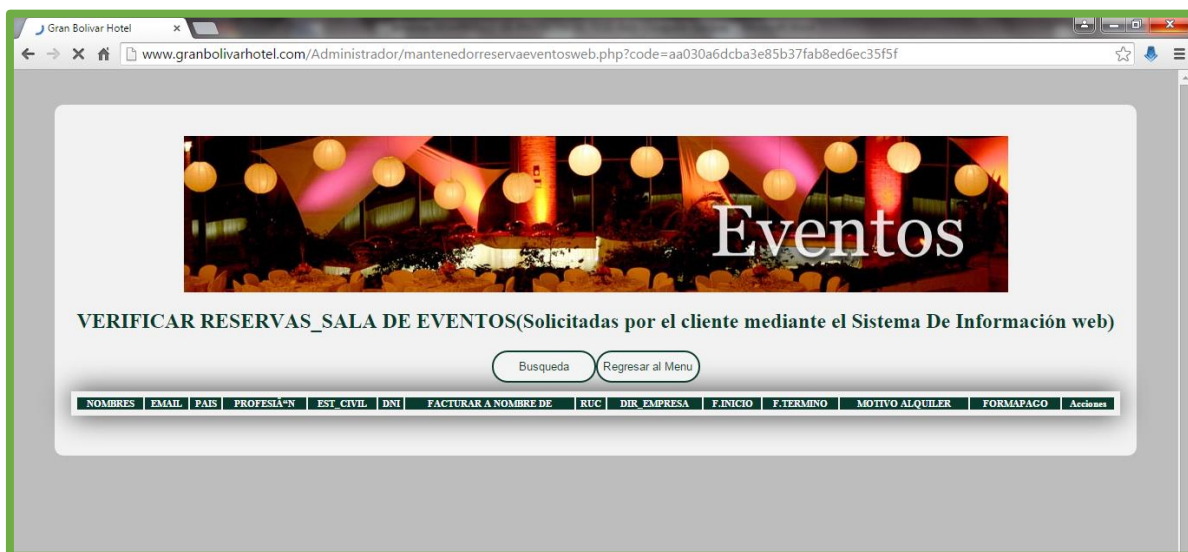 Gran Bolivar Hotel
www.granbolivarhotel.com/Administrador/mantenedorreservaeventosweb.php?code=aa030a6dcba3e85b37fab8ed6ec35f5f
Eventos
VERIFICAR RESERVAS_SALA DE EVENTOS(Solicitadas por el cliente mediante el Sistema De Información web)
Busqueda Regresar al Menu
NOMBRES EMAIL PAIS PROFESIÃ“N EST_CIVIL DNI FACTURAR A NOMBRE DE RUC DIR_EMPRESA F.INICIO F.TERMINO MOTIVO ALQUILER FORMAPAGO Acciones